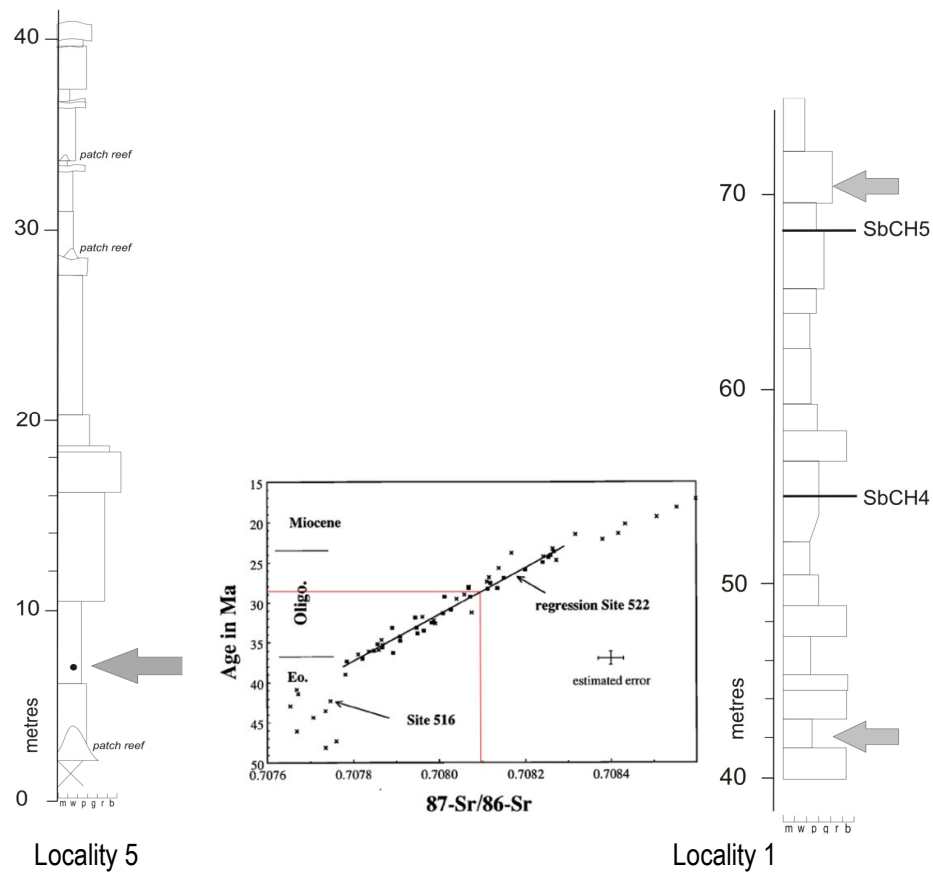 40
patch reef
30
patch reef
20
10
metres
patch reef
0
m w p g r b
Locality 5
15
20
25
30
35
40
45
50
Age in Ma
Miocene
Oligo.
Eo.
regression Site 522
estimated error
Site 516
0.7076 0.7078 0.7080 0.7082 0.7084
87-Sr/86-Sr
70
SbCH5
60
SbCH4
50
metres
40
m w p g r b
Locality 1